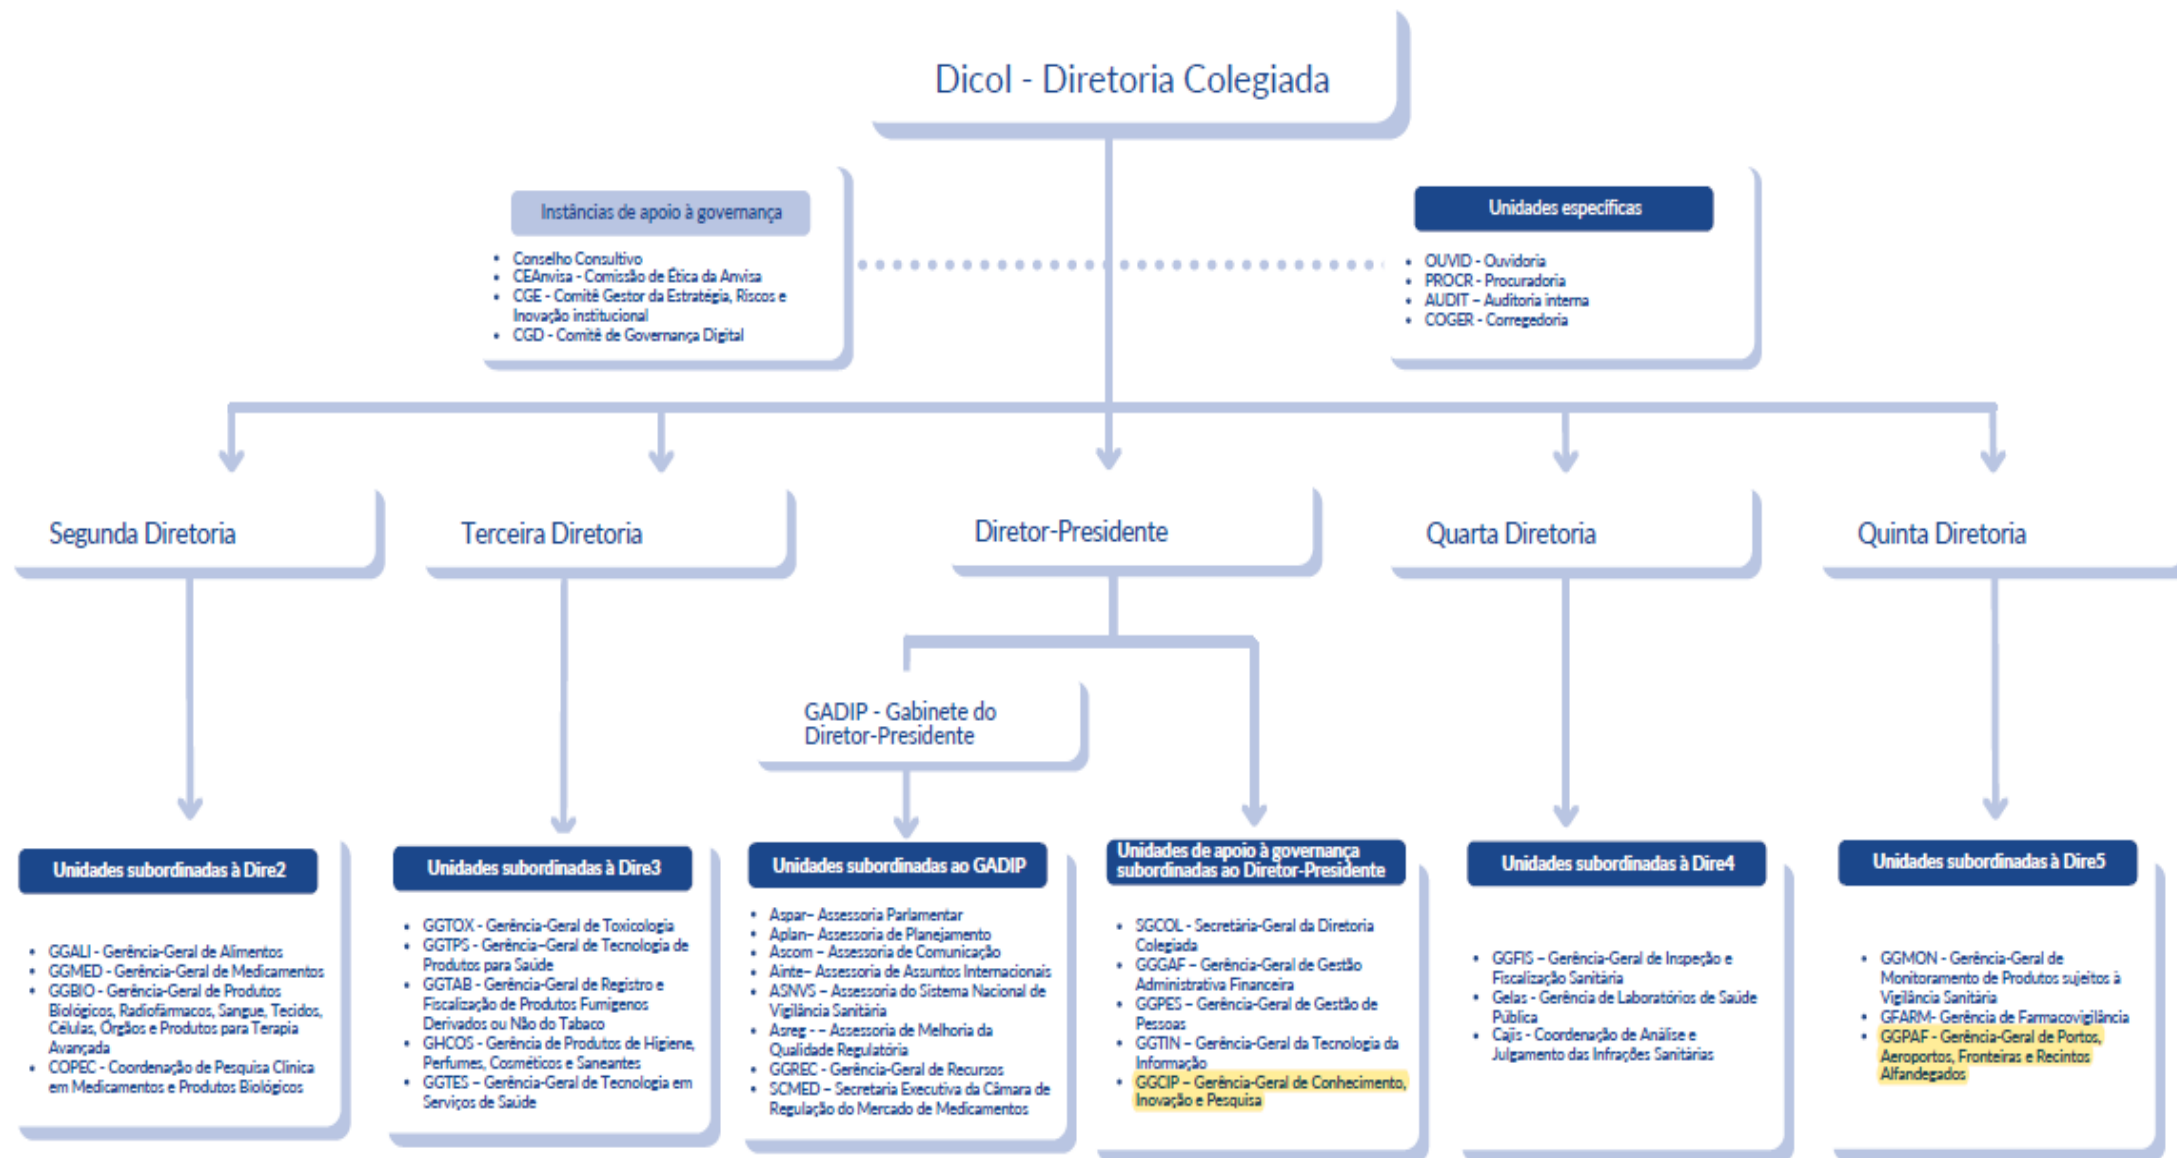 Dicol - Diretoria Colegiada
Instâncias de apoio à governança
• Conselho Consultivo
• CEAnvisa - Comissão de Ética da Anvisa
• CGE - Comitê Gestor da Estratégia, Riscos e
Inovação institucional
• CGD - Comitê de Governança Digital
Unidades específicas
• OUVID - Ouvidoria
• PROCR - Procuradoria
• AUDIT – Auditoria interna
• COGER - Corregedoria
Segunda Diretoria
Terceira Diretoria
Diretor-Presidente
Quarta Diretoria
Quinta Diretoria
GADIP - Gabinete do
Diretor-Presidente
Unidades subordinadas à Dire2
• GGALI - Gerência-Geral de Alimentos
• GGMED - Gerência-Geral de Medicamentos
• GGBIO - Gerência-Geral de Produtos
Biológicos, Radiofármacos, Sangue, Tecidos,
Células, Órgãos e Produtos para Terapia
Avançada
• COPEC - Coordenação de Pesquisa Clínica
em Medicamentos e Produtos Biológicos
Unidades subordinadas à Dire3
• GGTOX - Gerência-Geral de Toxicologia
• GGTPS - Gerência–Geral de Tecnologia de
Produtos para Saúde
• GGTAB - Gerência-Geral de Registro e
Fiscalização de Produtos Fumígenos
Derivados ou Não do Tabaco
• GHCOS - Gerência de Produtos de Higiene,
Perfumes, Cosméticos e Saneantes
• GGTES – Gerência-Geral de Tecnologia em
Serviços de Saúde
Unidades subordinadas ao GADIP
• Aspar– Assessoria Parlamentar
• Aplan– Assessoria de Planejamento
• Ascom – Assessoria de Comunicação
• Ainte– Assessoria de Assuntos Internacionais
• ASNVS – Assessoria do Sistema Nacional de
Vigilância Sanitária
• Asreg - – Assessoria de Melhoria da
Qualidade Regulatória
• GGREC - Gerência-Geral de Recursos
• SCMED – Secretaria Executiva da Câmara de
Regulação do Mercado de Medicamentos
Unidades de apoio à governança
subordinadas ao Diretor-Presidente
• SGCOL - Secretária-Geral da Diretoria
Colegiada
• GGGAF – Gerência-Geral de Gestão
Administrativa Financeira
• GGPES – Gerência-Geral de Gestão de
Pessoas
• GGTIN – Gerência-Geral da Tecnologia da
Informação
• GGCIP – Gerência-Geral de Conhecimento,
Inovação e Pesquisa
Unidades subordinadas à Dire4
• GGFIS – Gerência-Geral de Inspeção e
Fiscalização Sanitária
• Gelas - Gerência de Laboratórios de Saúde
Pública
• Cajis - Coordenação de Análise e
Julgamento das Infrações Sanitárias
Unidades subordinadas à Dire5
• GGMON - Gerência-Geral de
Monitoramento de Produtos sujeitos à
Vigilância Sanitária
• GFARM- Gerência de Farmacovigilância
• GGPAF - Gerência-Geral de Portos,
Aeroportos, Fronteiras e Recintos
Alfandegados